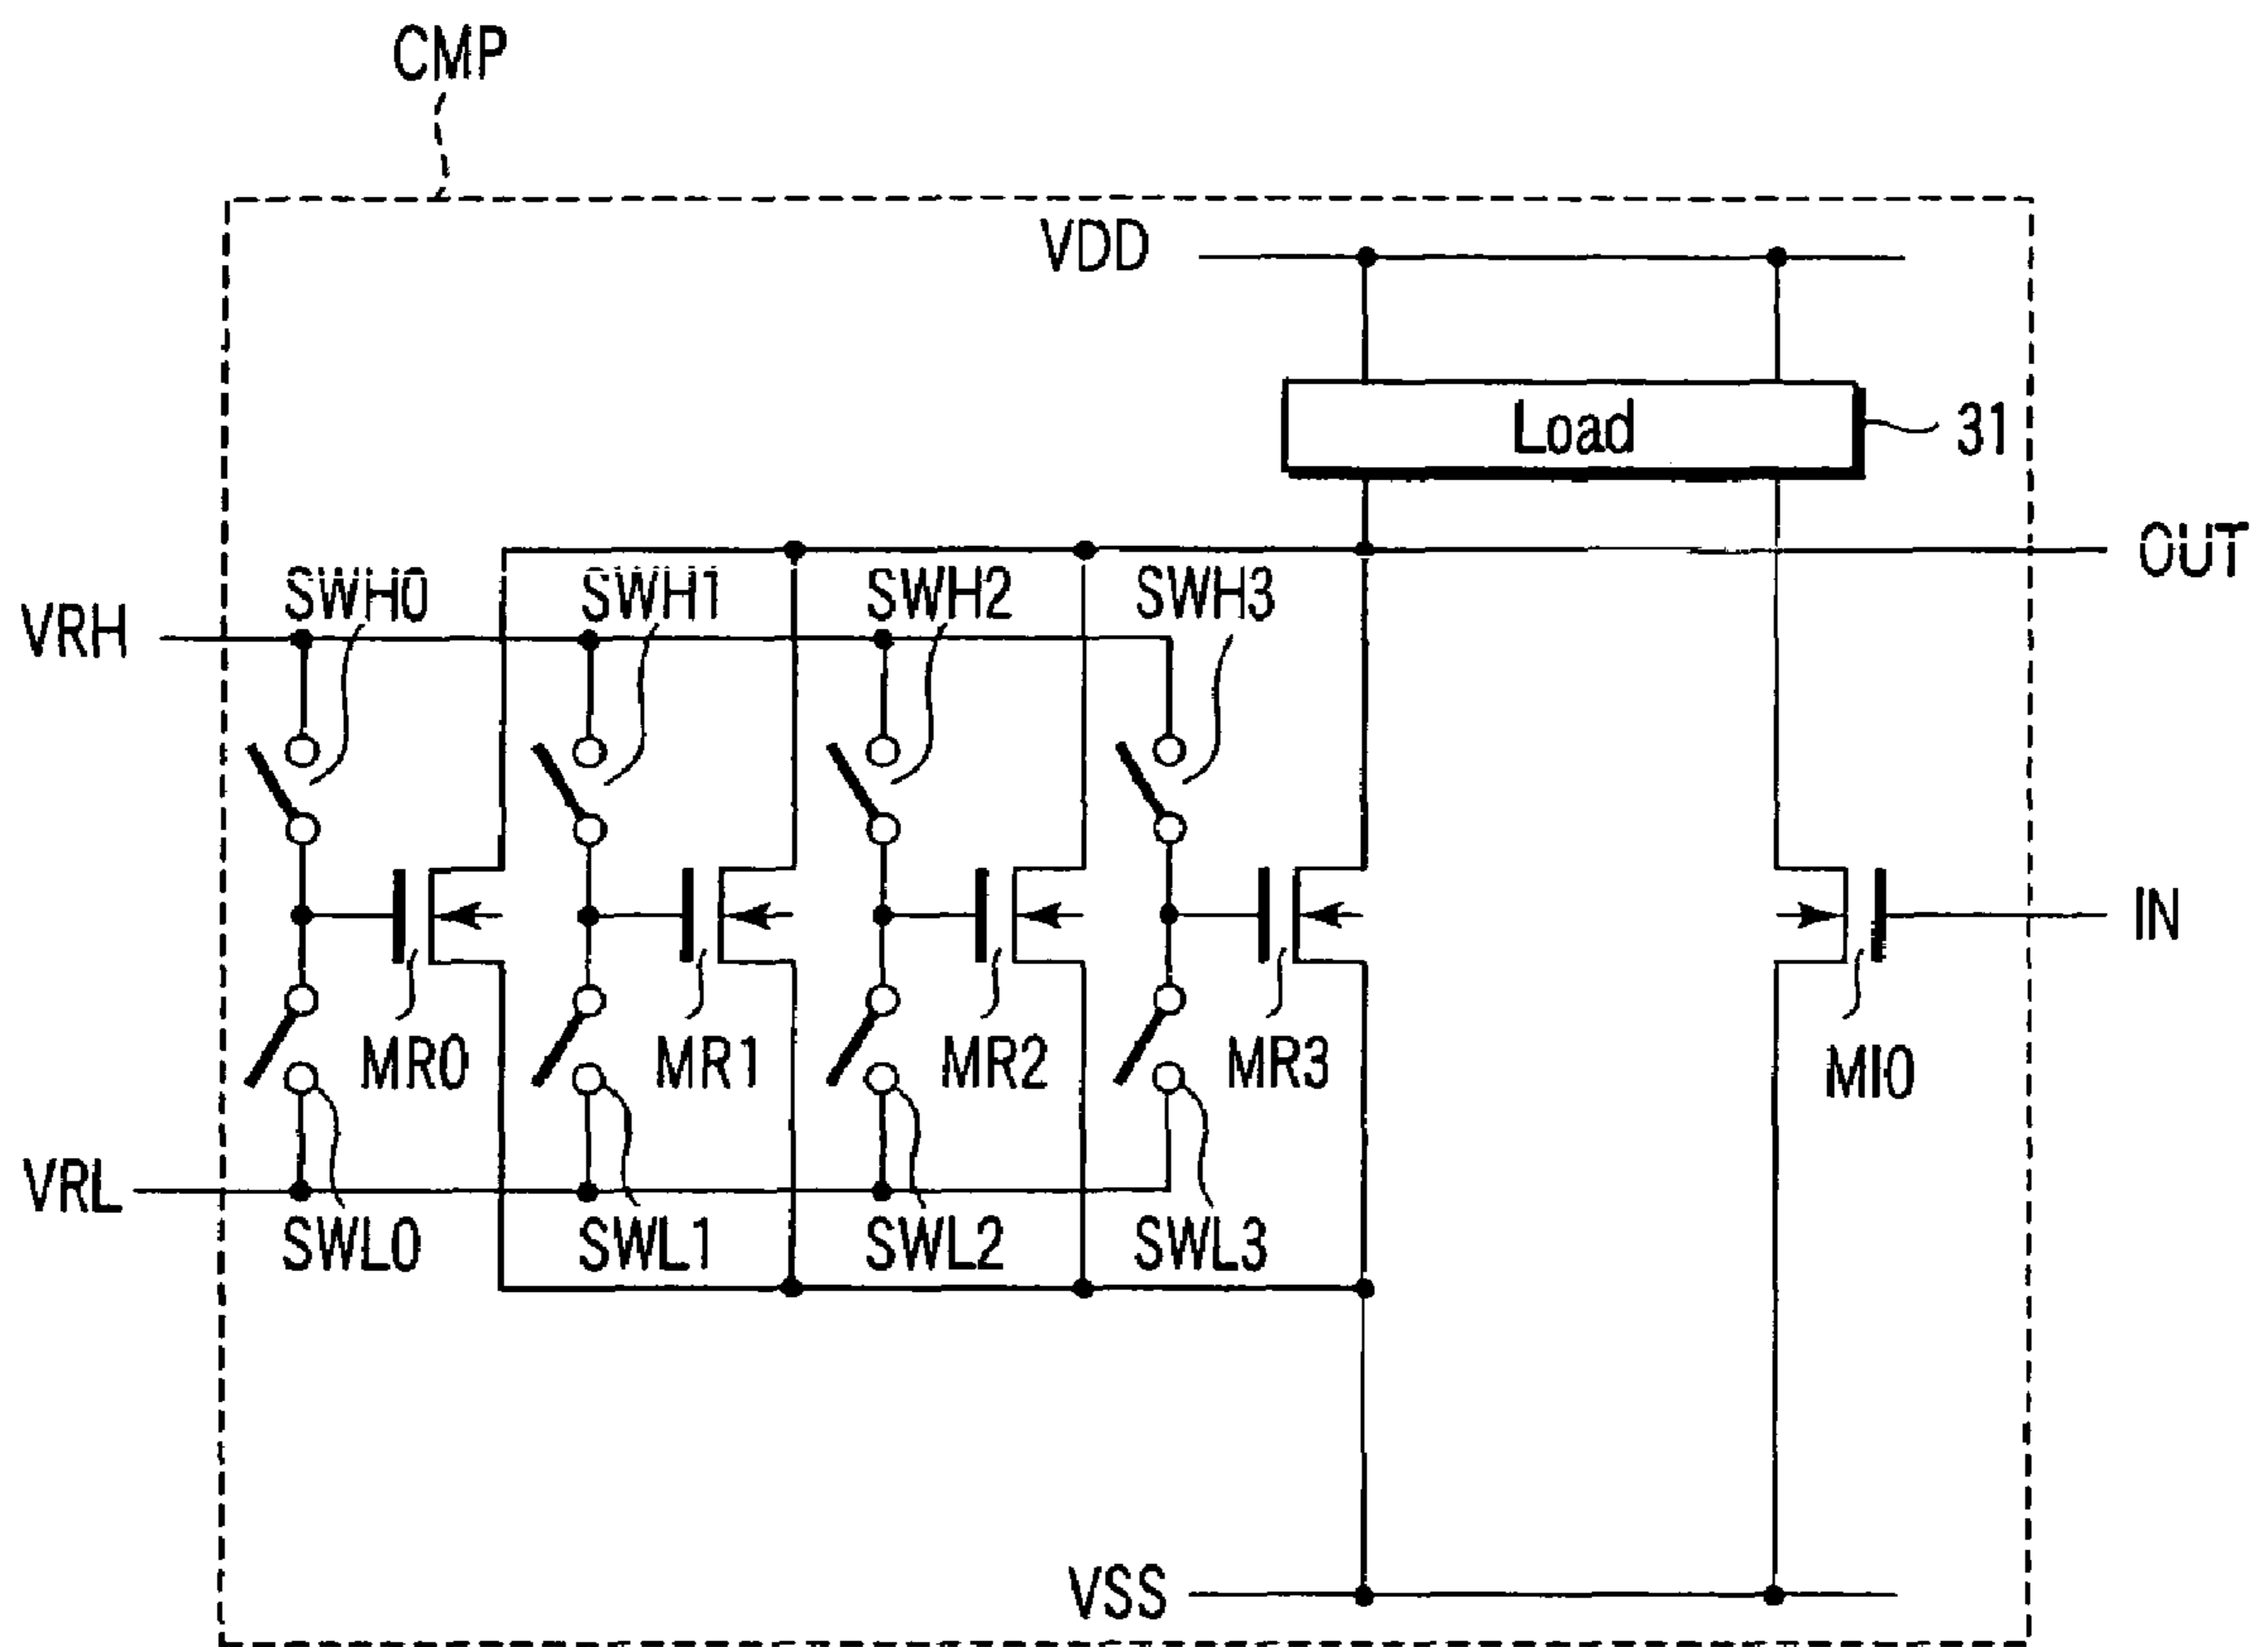 CMP
VDD
Load
31
OUT
SWH0
SWH1
SWH2
SWH3
VRH
IN
MR0
MR1
MR2
MR3
MI0
VRL
SWL0
SWL1
SWL2
SWL3
VSS